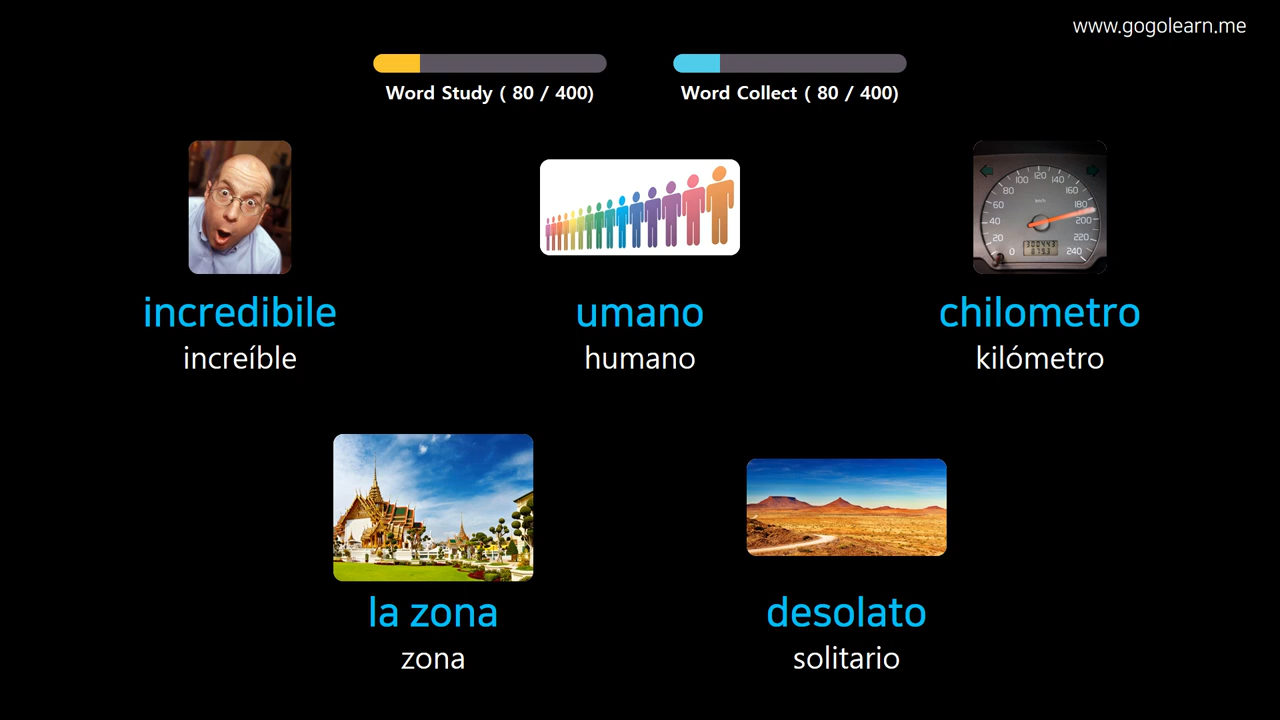 www.gogolearn.me
Word Study ( 80 / 400)
Word Collect ( 80 / 400)
incredibile
increíble
umano
humano
chilometro
kilómetro
la zona
zona
desolato
solitario